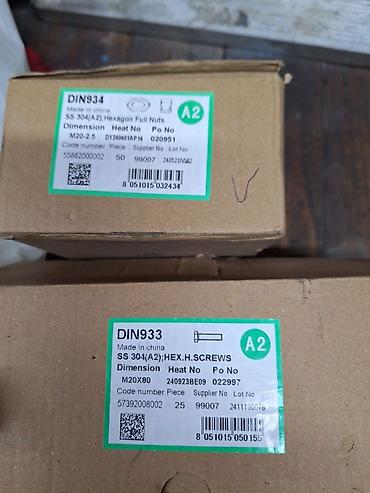 DIN934
A2
Made in china
SS 304(A2);Hexagon Full Nuts
Dimension Heat No Po No
M20-2.5 DY240401AP14 020951
Code number Piece Supplier No Lot No
55882000002 50 99007 240521N502
8 051015 032434
DIN933
A2
Made in china
SS 304(A2);HEX.H.SCREWS
Dimension Heat No Po No
M20X80 240923BE09 022997
Code number Piece Supplier No Lot No
57392008002 25 99007
8 051015 050155